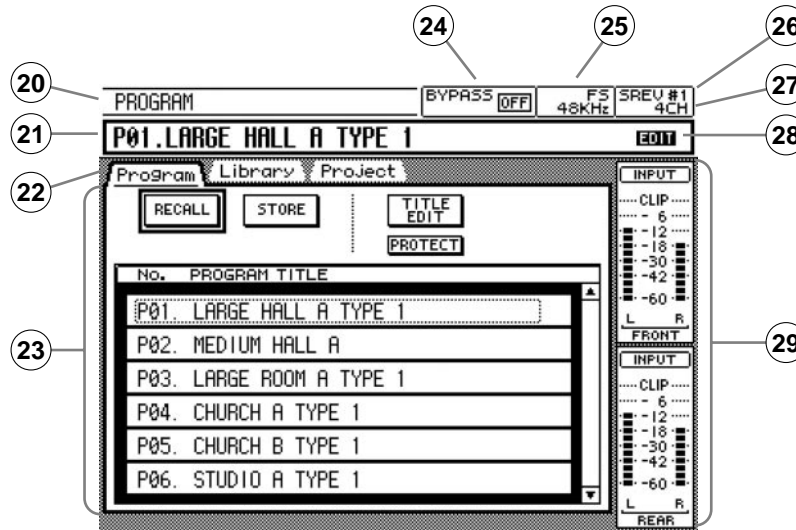 24 25 26
20 PROGRAM BYPASS OFF FS 48KHz SREV #1 4CH 27
21 P01.LARGE HALL A TYPE 1 EDIT 28
22 Program Library Project
RECALL STORE TITLE EDIT
PROTECT
No. PROGRAM TITLE
P01. LARGE HALL A TYPE 1
P02. MEDIUM HALL A
P03. LARGE ROOM A TYPE 1
P04. CHURCH A TYPE 1
P05. CHURCH B TYPE 1
P06. STUDIO A TYPE 1
23
INPUT
CLIP
- 6
-12
-18
-30
-42
-60
L R
FRONT
29
INPUT
CLIP
- 6
-12
-18
-30
-42
-60
L R
REAR